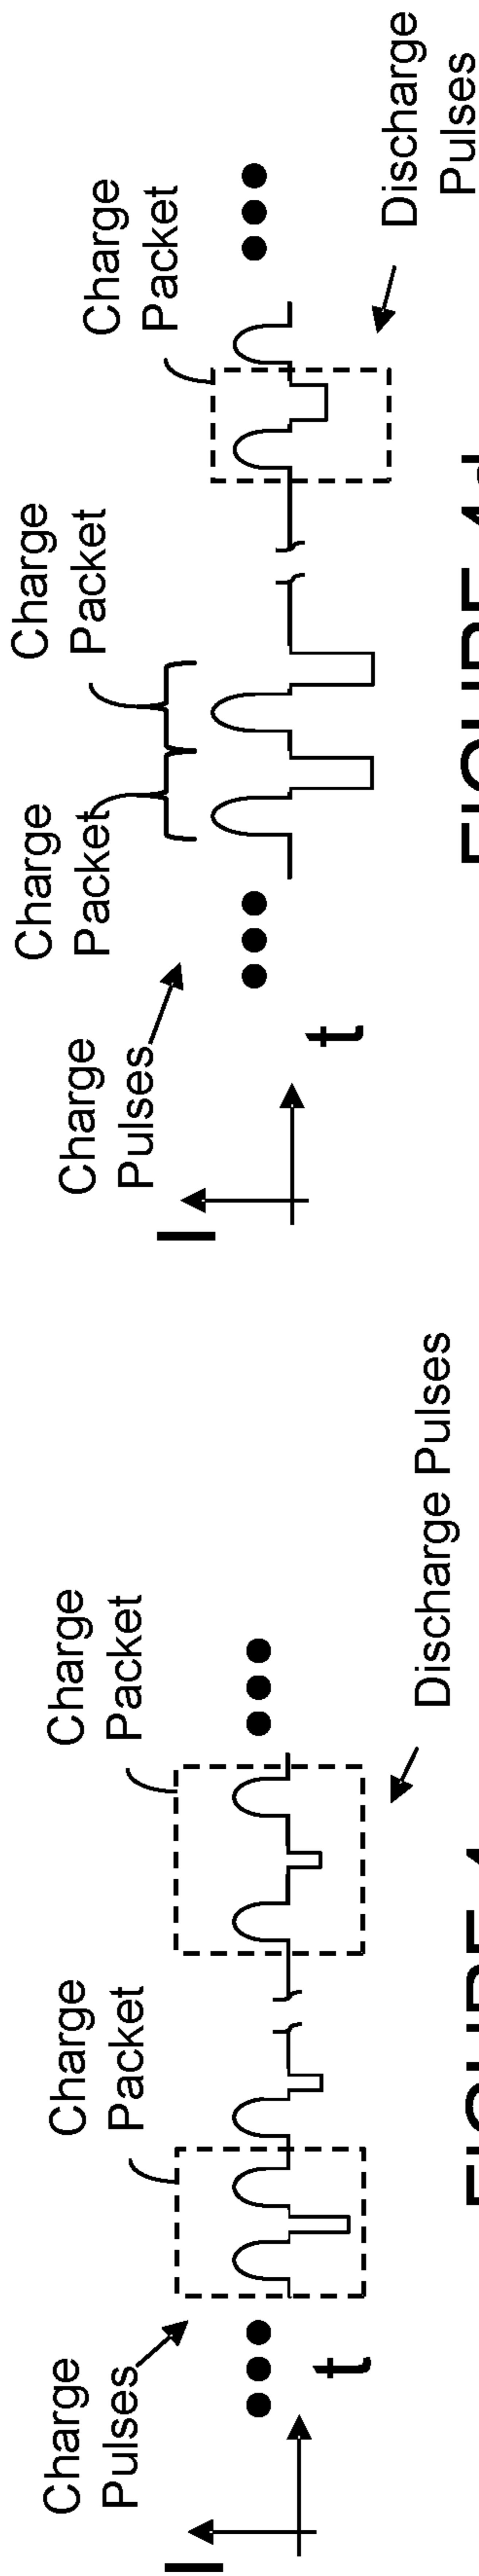 Charge
Pulses
Charge
Packet
Charge
Packet
I
t
Discharge Pulses
FIGURE
Charge
Pulses
Charge
Packet
Charge
Packet
Charge
Packet
I
t
Discharge
Pulses
FIGURE 4d